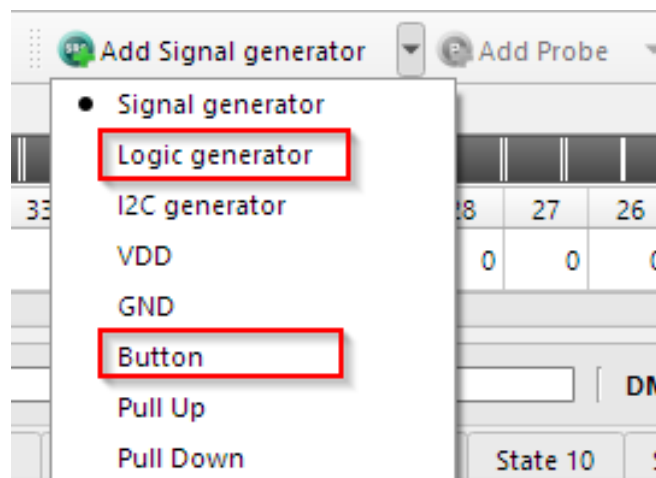 Add Signal generator Add Probe
Signal generator
Logic generator
33 I2C generator 28 27 26
VDD 0 0
GND
Button
Pull Up
Pull Down State 10